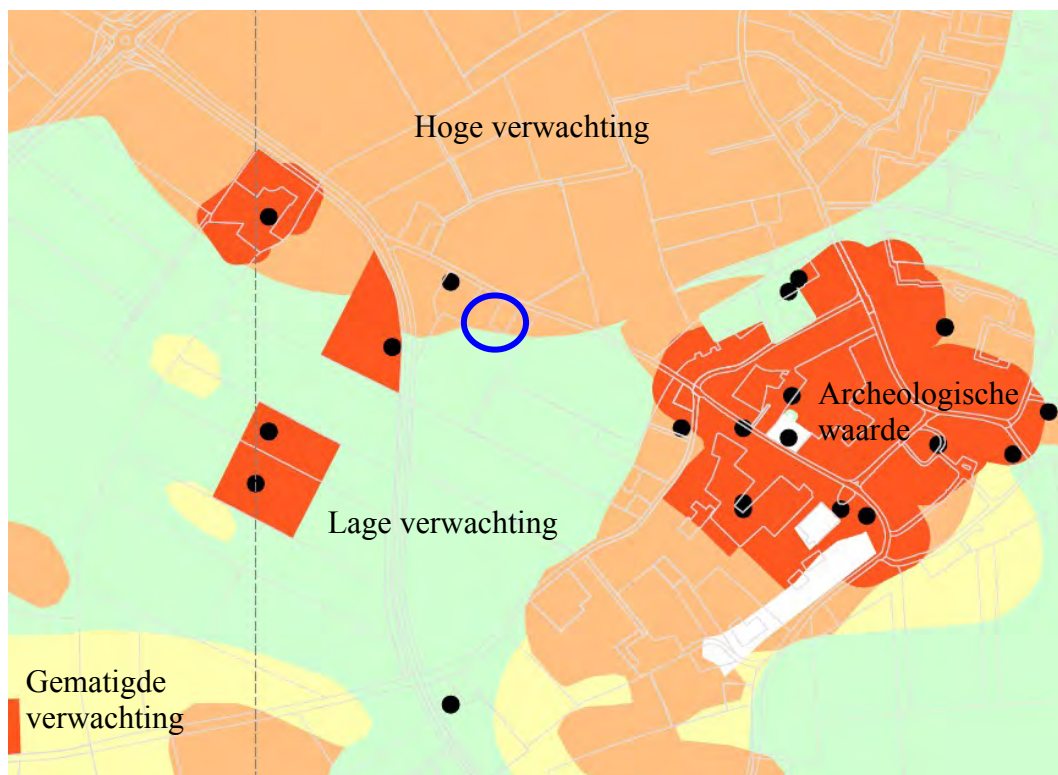 Hoge verwachting
Archeologische
waarde
Lage verwachting
Gematigde
verwachting